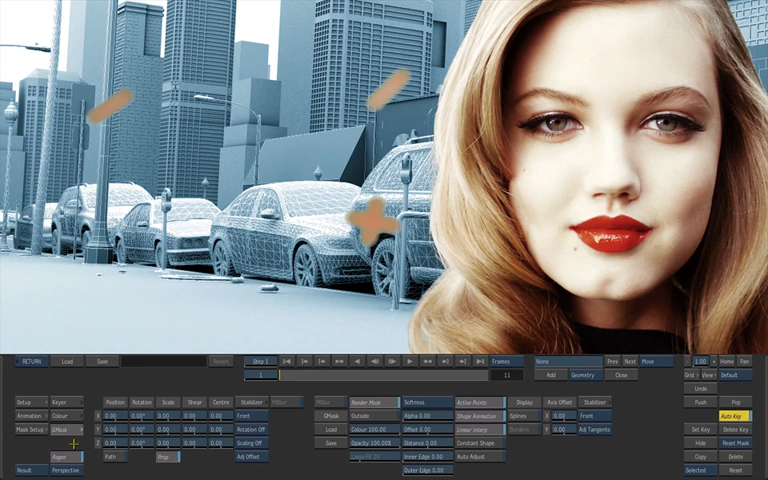 RETURN Load Save Revert Step 1 Frames None Prev Next Move 1.00 Home Pan
1 11 Add Geometry Close Grid View Default
Undo
Setup Keyer Position Rotation Scale Shear Centre Stabilizer Render Mask Softness Active Points Display Axis Offset Stabilizer Push Pop
Animation Colour X 0.00 0.00° 0.00 0.00 0.00 Front GMask Outside Alpha 0.00 Shape Animation Splines X 0.00 Front Auto Key
Mask Setup GMask Y 0.00 0.00° 0.00 0.00 0.00 Rotation Off Load Colour 100.00 Offset 0.00 Linear Interp Borders Y 0.00 Adj Tangents Set Key Delete Key
Z 0.00 0.00° 0.00 0.00 0.00 Scaling Off Save Opacity 100.00% Distance 0.00 Constant Shape Hide Reset Mask
Regen Path Prop Adj Offset Inner Edge 0.00 Auto Adjust Copy Delete
Result Perspective Outer Edge 0.00 Selected Reset